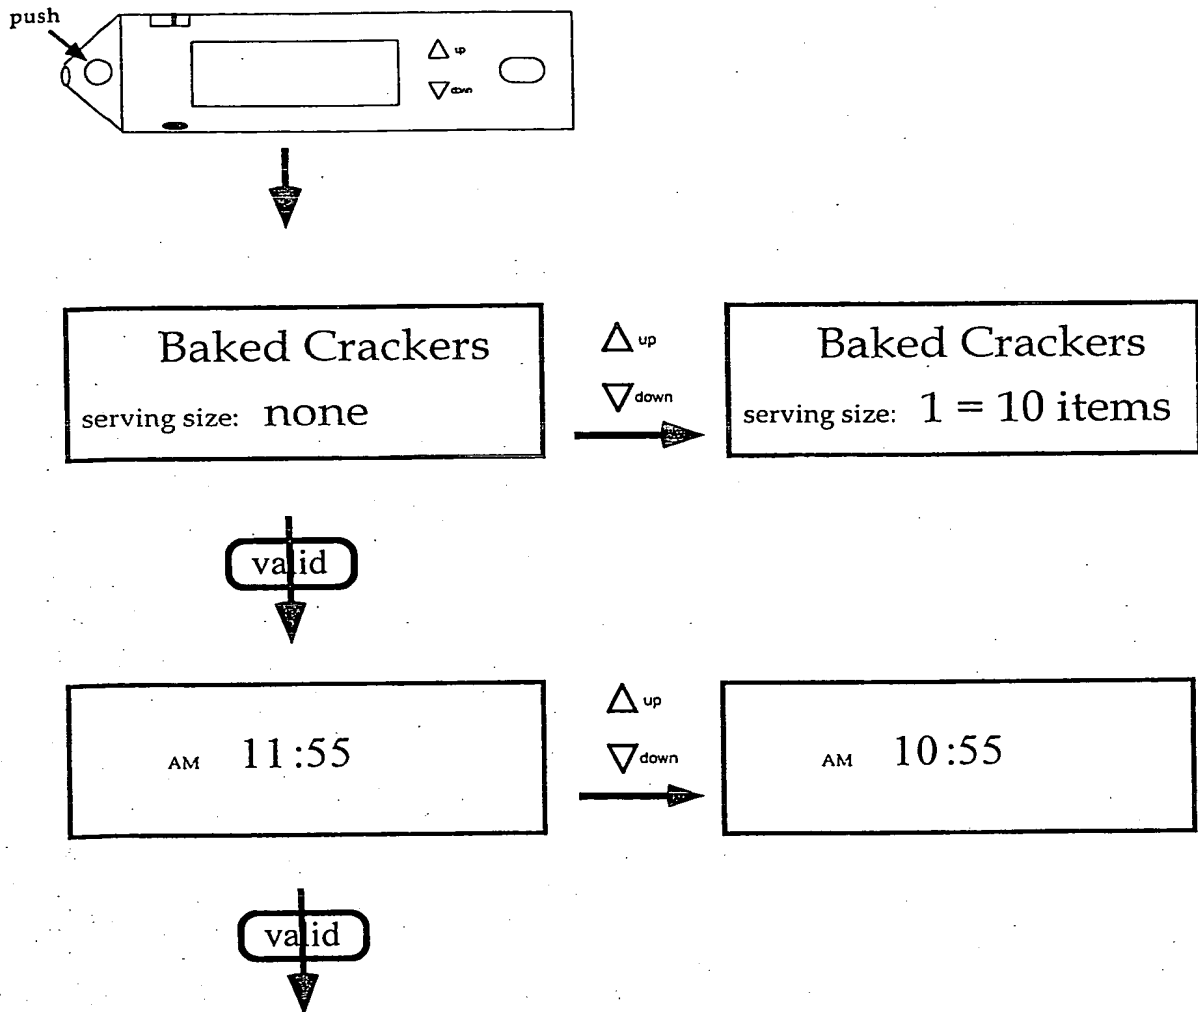 push
up
down
Baked Crackers
serving size: none
up
down
Baked Crackers
serving size: 1 = 10 items
valid
AM 11:55
up
down
AM 10:55
valid